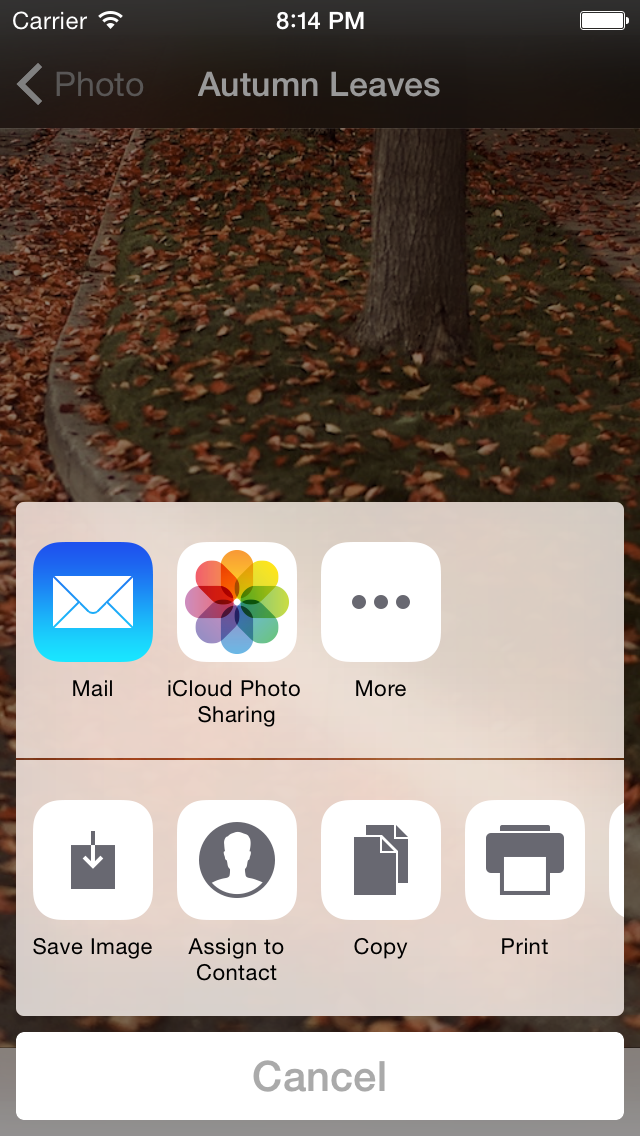 Carrier 8:14 PM
Photo Autumn Leaves
Mail iCloud Photo Sharing More
Save Image Assign to Contact Copy Print
Cancel